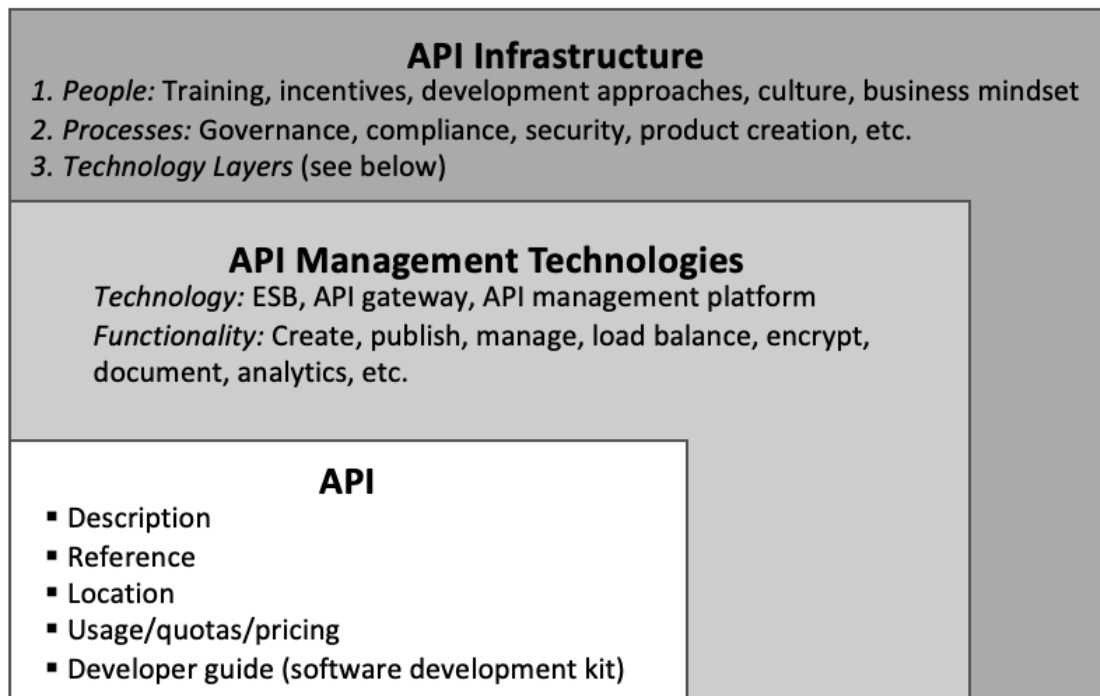 API Infrastructure
1. People: Training, incentives, development approaches, culture, business mindset
2. Processes: Governance, compliance, security, product creation, etc.
3. Technology Layers (see below)
API Management Technologies
Technology: ESB, API gateway, API management platform
Functionality: Create, publish, manage, load balance, encrypt,
document, analytics, etc.
API
▪ Description
▪ Reference
▪ Location
▪ Usage/quotas/pricing
▪ Developer guide (software development kit)